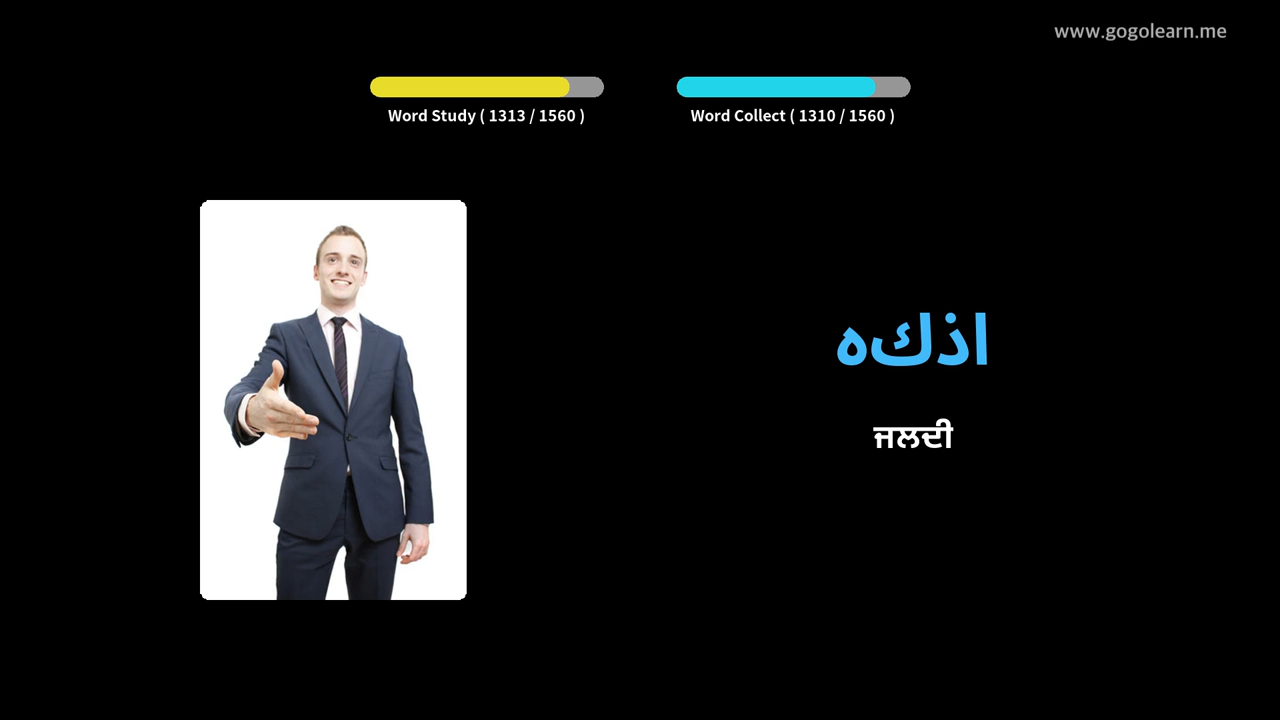 www.gogolearn.me
Word Study ( 1313 / 1560 )
Word Collect ( 1310 / 1560 )
اذكه
ਜਲਦੀ